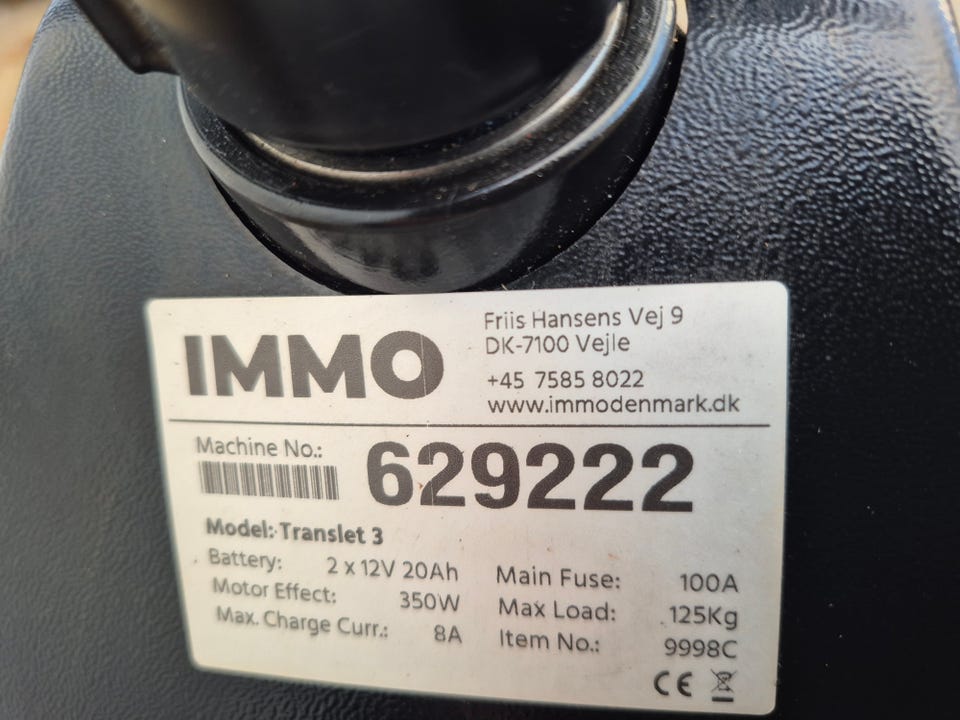 IMMO
Friis Hansens Vej 9
DK-7100 Vejle
+45 7585 8022
www.immodenmark.dk
Machine No.:
629222
Model: Translet 3
Battery: 2 x 12V 20Ah
Motor Effect: 350W
Max. Charge Curr.: 8A
Main Fuse: 100A
Max Load: 125Kg
Item No.: 9998C
CE